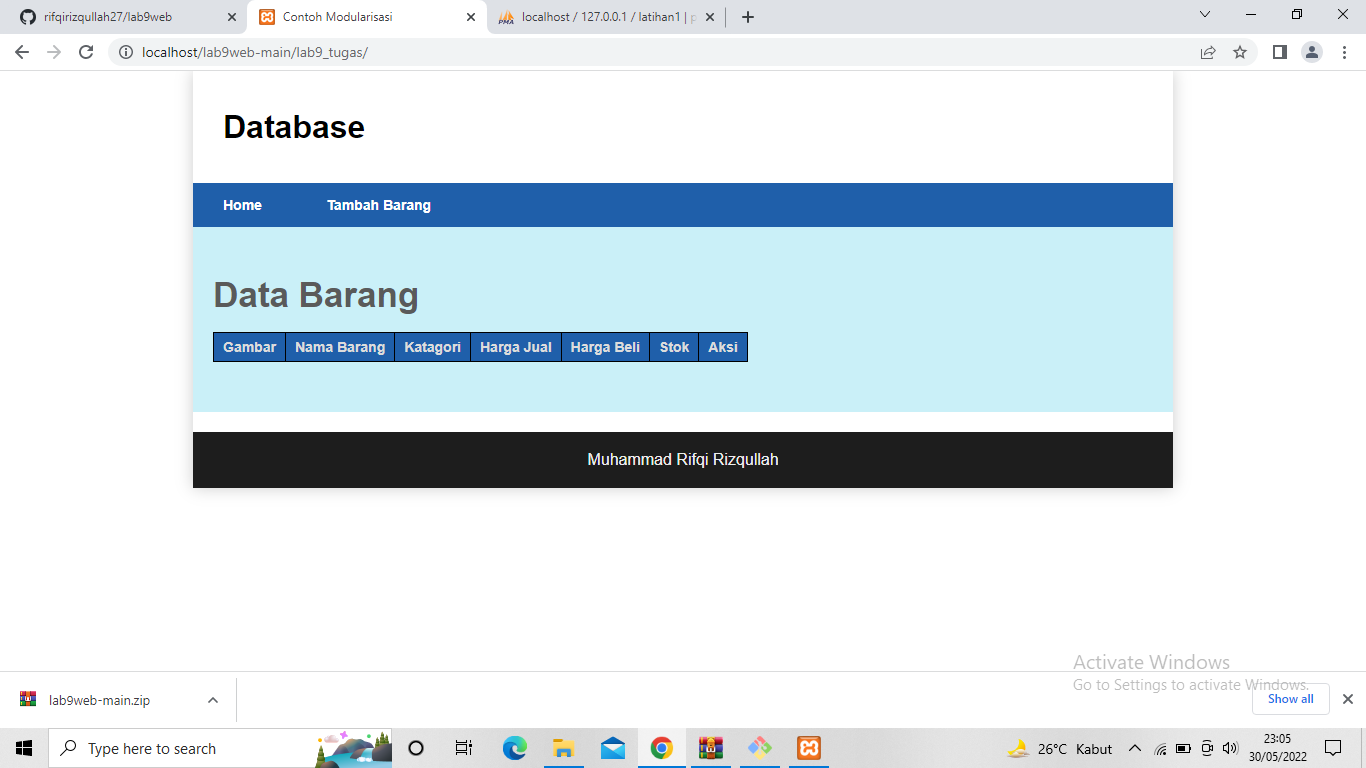 rifqirizqullah27/lab9web
Contoh Modularisasi
localhost / 127.0.0.1 / latihan1 | p
localhost/lab9web-main/lab9_tugas/
Database
Home Tambah Barang
Data Barang
Gambar Nama Barang Katagori Harga Jual Harga Beli Stok Aksi
Muhammad Rifqi Rizqullah
Activate Windows
Go to Settings to activate Windows.
lab9web-main.zip
Show all
Type here to search
26°C Kabut
23:05
30/05/2022